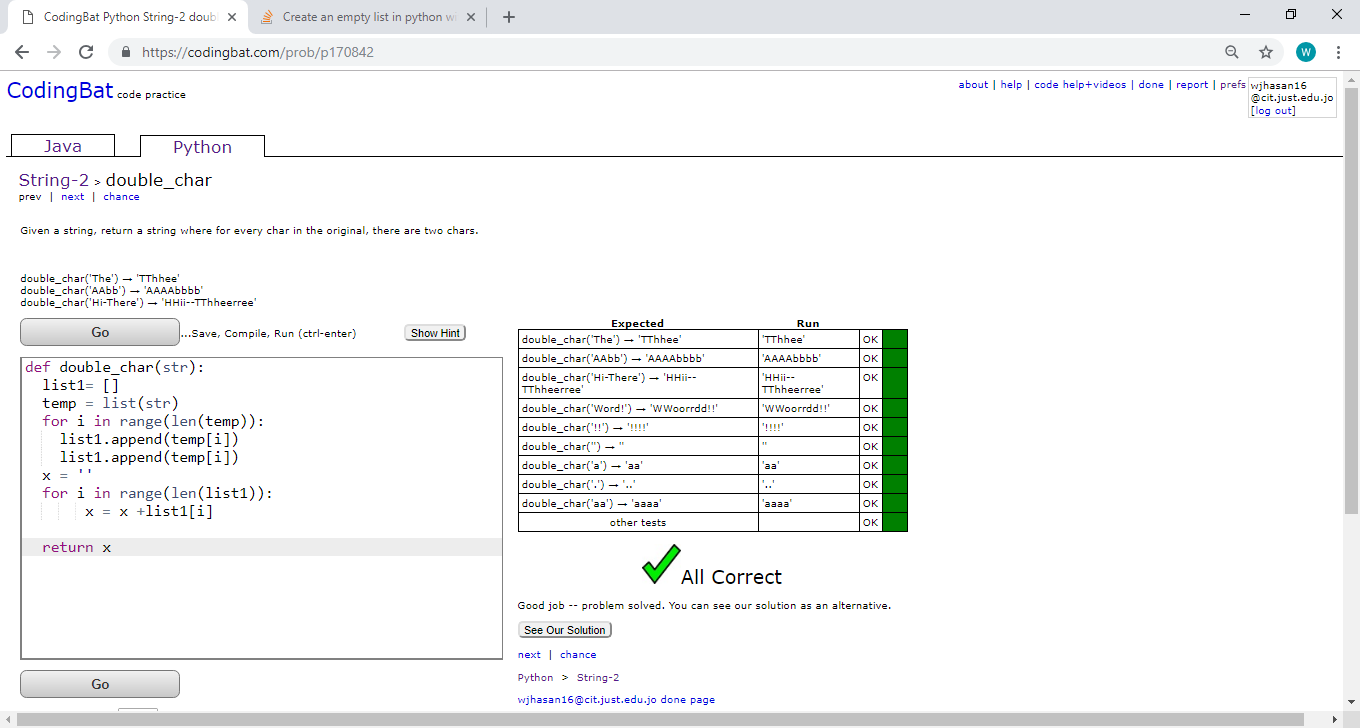 CodingBat Python String-2 doub
Create an empty list in python wi
https://codingbat.com/prob/p170842
W
CodingBat code practice
about | help | code help+videos | done | report | prefs
wjhasan16
@cit.just.edu.jo
[log out]
Java
Python
String-2 > double_char
prev | next | chance
Given a string, return a string where for every char in the original, there are two chars.
double_char('The') → 'TThhee'
double_char('AAbb') → 'AAAAbbbb'
double_char('Hi-There') → 'HHii--TThheerree'
Go
...Save, Compile, Run (ctrl-enter)
Show Hint
def double_char(str):
list1= []
temp = list(str)
for i in range(len(temp)):
list1.append(temp[i])
list1.append(temp[i])
x = ''
for i in range(len(list1)):
x = x +list1[i]
return x
Go
Expected Run
double_char('The') → 'TThhee' 'TThhee' OK
double_char('AAbb') → 'AAAAbbbb' 'AAAAbbbb' OK
double_char('Hi-There') → 'HHii-- 'HHii-- OK
TThheerree' TThheerree'
double_char('Word!') → 'WWoorrdd!!' 'WWoorrdd!!' OK
double_char('!!') → '!!!!' '!!!!' OK
double_char('') → '' '' OK
double_char('a') → 'aa' 'aa' OK
double_char('.') → '..' '..' OK
double_char('aa') → 'aaaa' 'aaaa' OK
other tests OK
All Correct
Good job -- problem solved. You can see our solution as an alternative.
See Our Solution
next | chance
Python > String-2
wjhasan16@cit.just.edu.jo done page